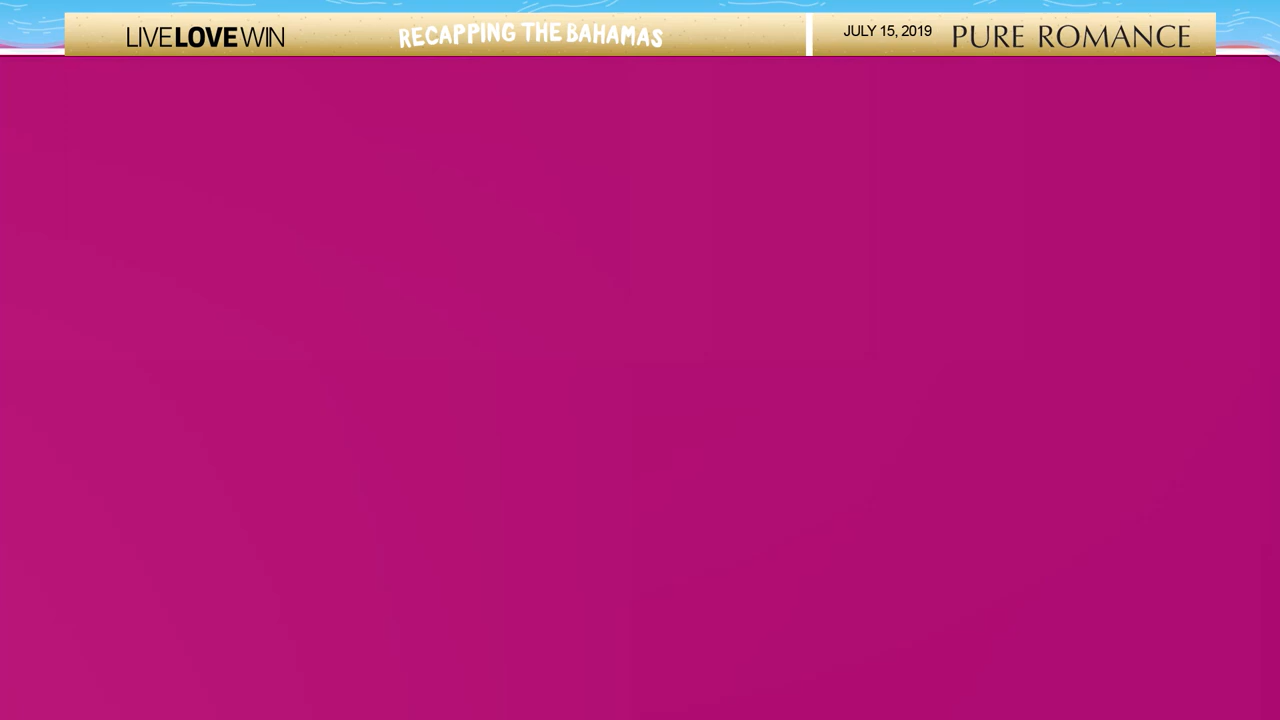 LIVELOVEWIN
RECAPPING THE BAHAMAS
JULY 15, 2019
PURE ROMANCE